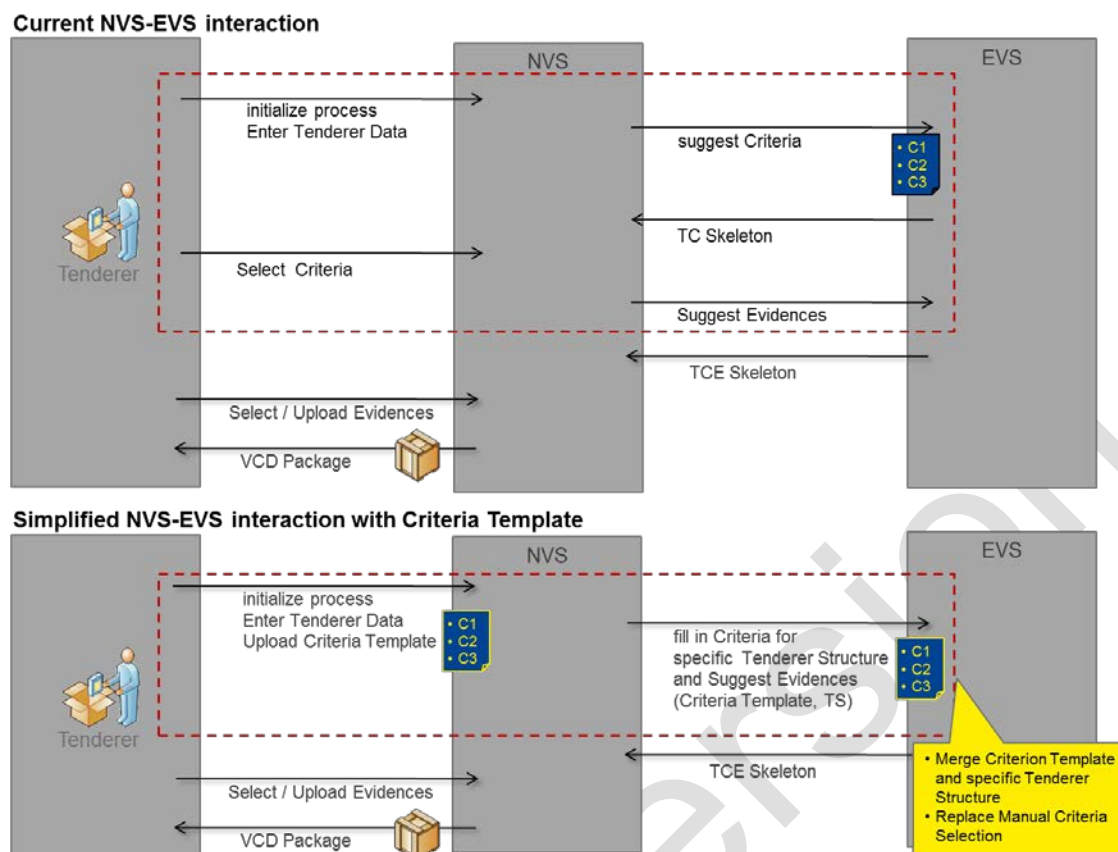 Current NVS-EVS interaction
NVS
EVS
initialize process
Enter Tenderer Data
suggest Criteria
• C1
• C2
• C3
TC Skeleton
Tenderer
Select Criteria
Suggest Evidences
TCE Skeleton
Select / Upload Evidences
VCD Package
Simplified NVS-EVS interaction with Criteria Template
NVS
EVS
initialize process
Enter Tenderer Data
Upload Criteria Template
• C1
• C2
• C3
fill in Criteria for
specific Tenderer Structure
and Suggest Evidences
(Criteria Template, TS)
• C1
• C2
• C3
Tenderer
TCE Skeleton
Select / Upload Evidences
VCD Package
• Merge Criterion Template
and specific Tenderer
Structure
• Replace Manual Criteria
Selection